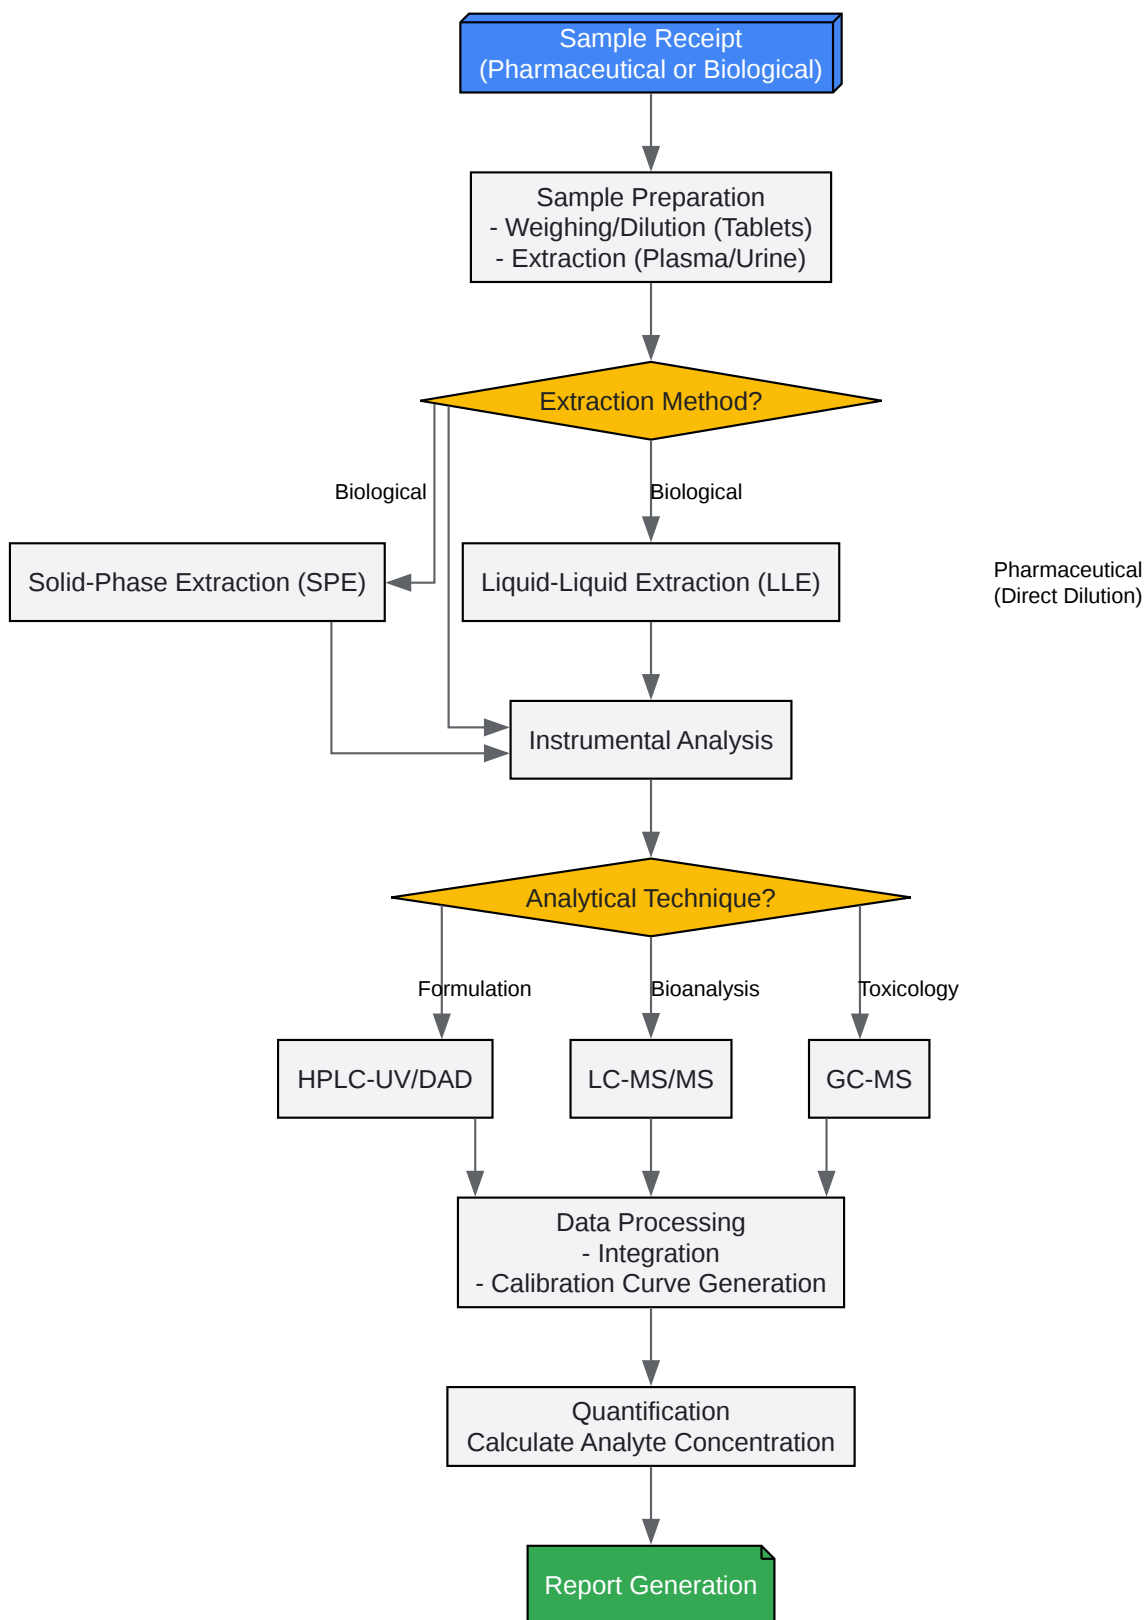 Sample Receipt
(Pharmaceutical or Biological)
Sample Preparation
- Weighing/Dilution (Tablets)
- Extraction (Plasma/Urine)
Extraction Method?
Biological
Biological
Solid-Phase Extraction (SPE)
Liquid-Liquid Extraction (LLE)
Pharmaceutical
(Direct Dilution)
Instrumental Analysis
Analytical Technique?
Formulation
Bioanalysis
Toxicology
HPLC-UV/DAD
LC-MS/MS
GC-MS
Data Processing
- Integration
- Calibration Curve Generation
Quantification
Calculate Analyte Concentration
Report Generation